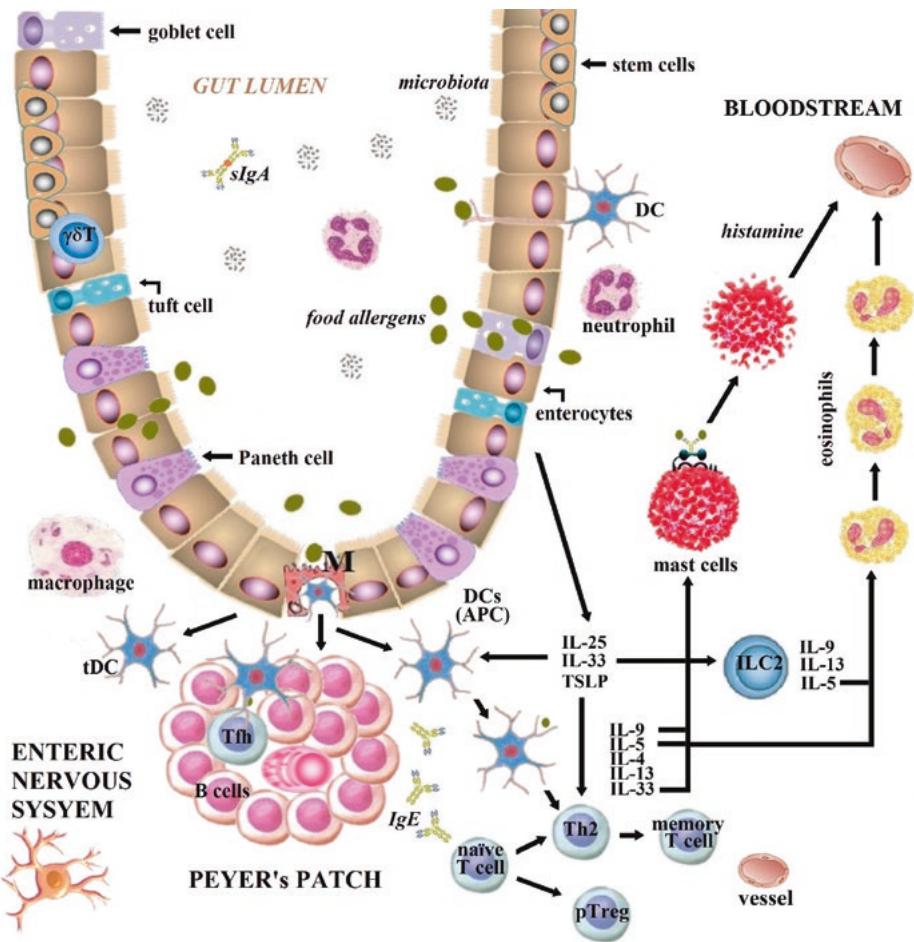 goblet cell
GUT LUMEN
microbiota
stem cells
BLOODSTREAM
sIgA
DC
γδT
histamine
tuft cell
food allergens
neutrophil
enterocytes
eosinophils
Paneth cell
M
mast cells
macrophage
DCs
(APC)
tDC
IL-25
IL-33
TSLP
ILC2
IL-9
IL-13
IL-5
Tfh
B cells
IL-9
IL-5
IL-4
IL-13
IL-33
ENTERIC
NERVOUS
SYSYEM
IgE
naïve
T cell
Th2
memory
T cell
PEYER's PATCH
pTreg
vessel